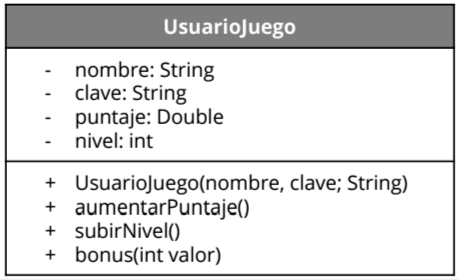 UsuarioJuego
- nombre: String
- clave: String
- puntaje: Double
- nivel: int
+ UsuarioJuego(nombre, clave; String)
+ aumentarPuntaje()
+ subirNivel()
+ bonus(int valor)